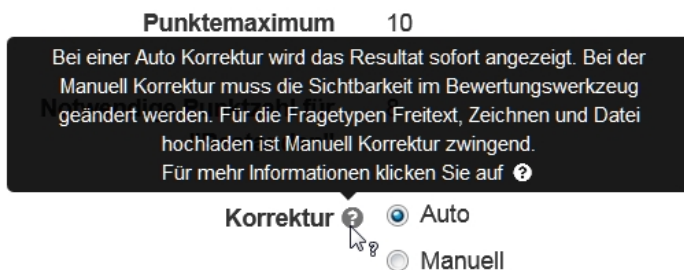 Punktemaximum 10
Bei einer Auto Korrektur wird das Resultat sofort angezeigt. Bei der
Manuell Korrektur muss die Sichtbarkeit im Bewertungswerkzeug
geändert werden. Für die Fragetypen Freitext, Zeichnen und Datei
hochladen ist Manuell Korrektur zwingend.
Für mehr Informationen klicken Sie auf ?
Korrektur ? Auto
Manuell